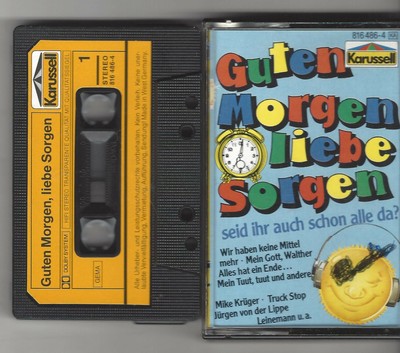 Karussell
Guten Morgen, liebe Sorgen
DOLBY SYSTEM
HIFI STEREO
GEMA
1
STEREO
816 486-4
816 486-4
Karussell
Guten
Morgen
liebe
Sorgen
seid ihr auch schon alle da?
Wir haben keine Mittel
mehr · Mein Gott, Walther
Alles hat ein Ende...
Mein Tuut, tuut und andere
Mike Krüger · Truck Stop
Jürgen von der Lippe
Leinemann u.a.